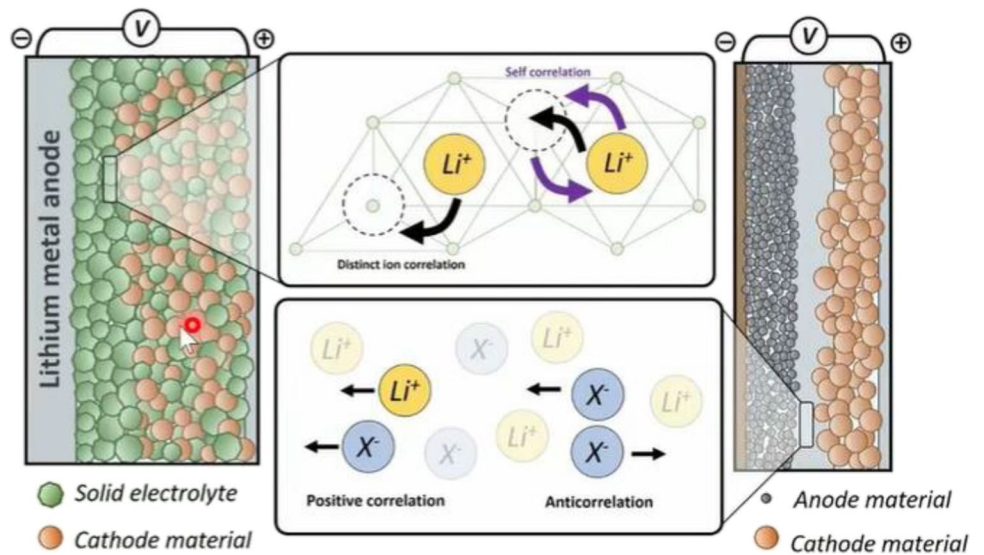 ⊖ V ⊕
Lithium metal anode
Solid electrolyte
Cathode material
Self correlation
Li⁺
Li⁺
Distinct ion correlation
Li⁺
X⁻
Li⁺
Li⁺
X⁻
Li⁺
X⁻
X⁻
Li⁺
X⁻
X⁻
Positive correlation
Anticorrelation
⊖ V ⊕
Anode material
Cathode material